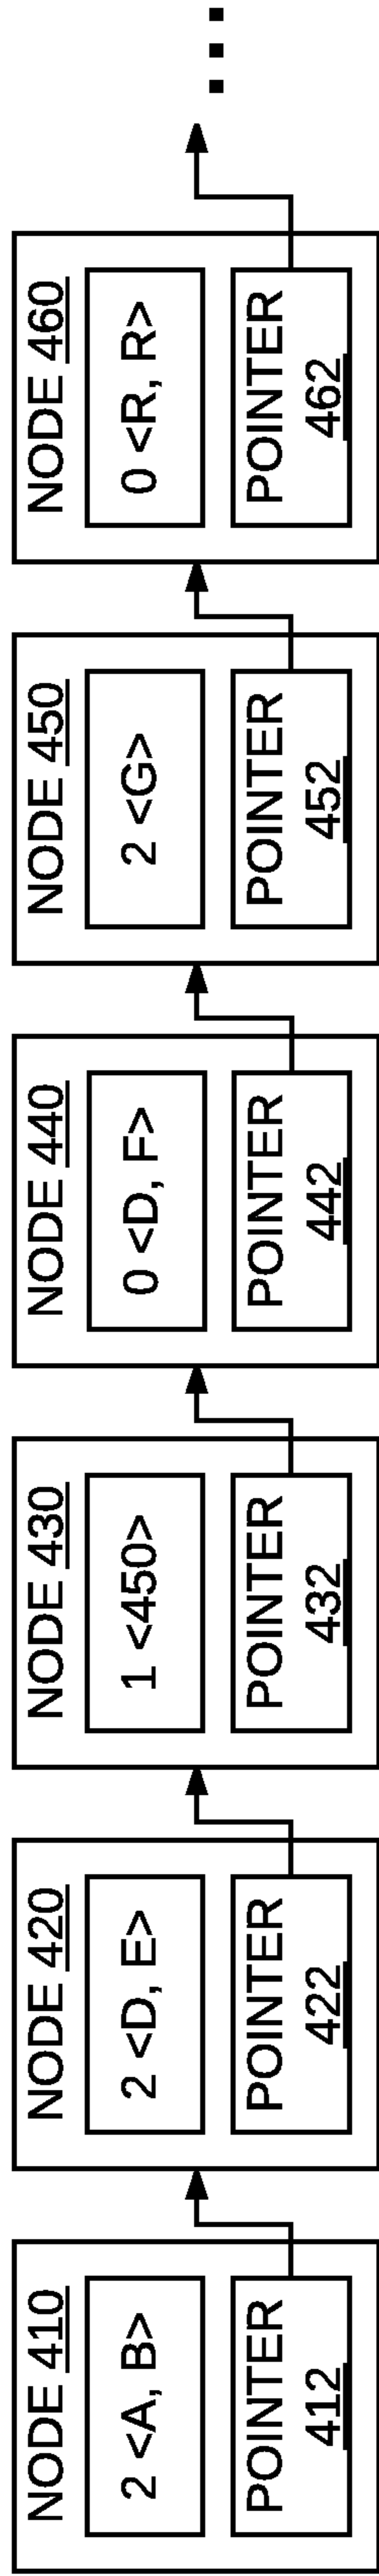 NODE 410
2 <A, B>
POINTER
412
NODE 420
2 <D, E>
POINTER
422
NODE 430
1 <450>
POINTER
432
NODE 440
0 <D, F>
POINTER
442
NODE 450
2 <G>
POINTER
452
NODE 460
0 <R, R>
POINTER
462